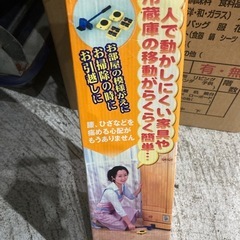 人で動かしにくい家具や
冷蔵庫の移動がらくらく簡単…
お部屋の模様がえに
お掃除の時に
お引越しに
腰、ひざなどを
痛める心配が
もうありません